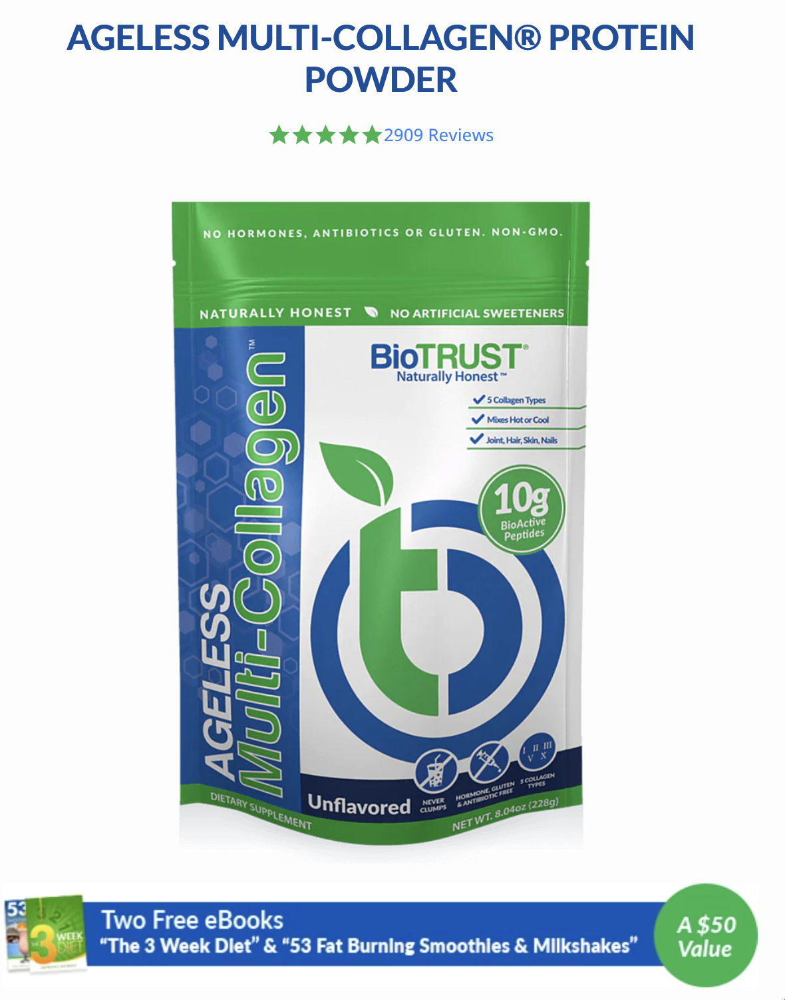 AGELESS MULTI-COLLAGEN® PROTEIN
POWDER
2909 Reviews
NO HORMONES, ANTIBIOTICS OR GLUTEN. NON-GMO.
NATURALLY HONEST NO ARTIFICIAL SWEETENERS
AGELESS
Multi-Collagen™
BioTRUST®
Naturally Honest™
5 Collagen Types
Mixes Hot or Cool
Joint, Hair, Skin, Nails
10g
BioActive
Peptides
I II III
V X
NEVER
CLUMPS
HORMONE, GLUTEN
& ANTIBIOTIC FREE
5 COLLAGEN
TYPES
Unflavored
DIETARY SUPPLEMENT
NET WT. 8.04oz (228g)
53
3 2 1
THE 3 WEEK
DIET
Two Free eBooks
“The 3 Week Diet” & “53 Fat Burning Smoothies & Milkshakes”
A $50
Value